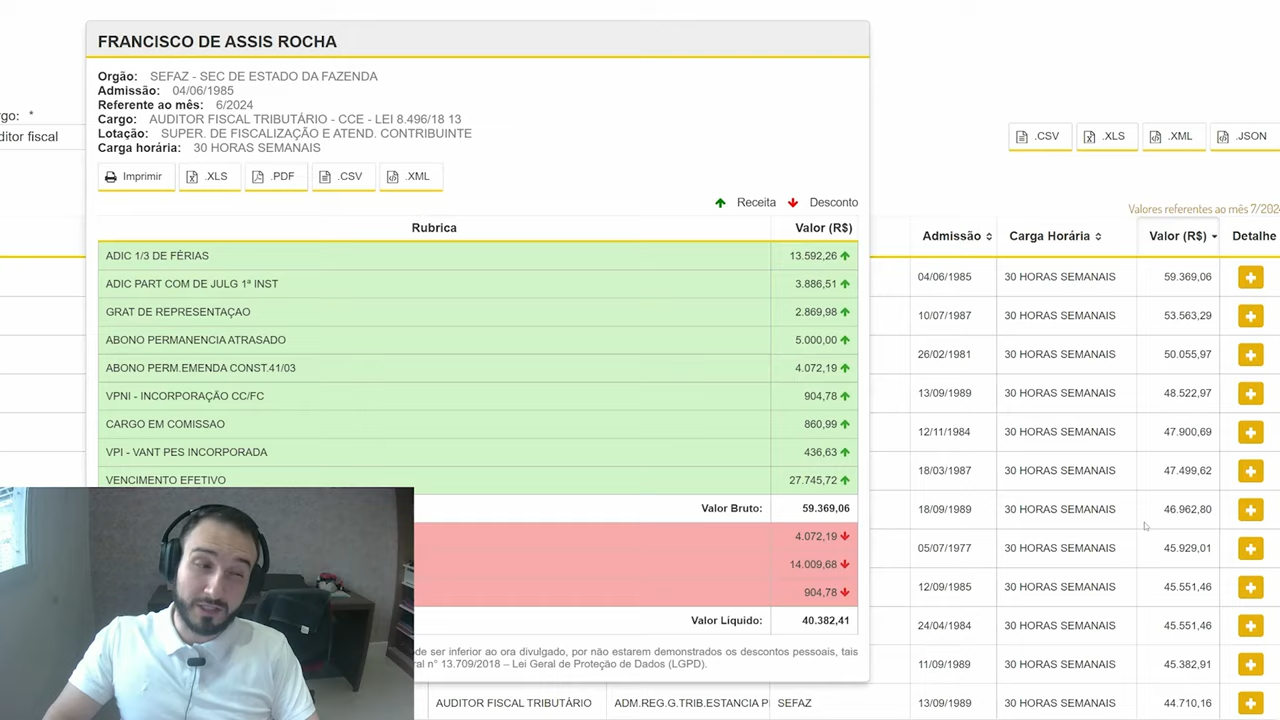 FRANCISCO DE ASSIS ROCHA
Orgão: SEFAZ - SEC DE ESTADO DA FAZENDA
Admissão: 04/06/1985
Referente ao mês: 6/2024
Cargo: AUDITOR FISCAL TRIBUTÁRIO - CCE - LEI 8.496/18 13
Lotação: SUPER. DE FISCALIZAÇÃO E ATEND. CONTRIBUINTE
Carga horária: 30 HORAS SEMANAIS
Imprimir .XLS .PDF .CSV .XML
Receita Desconto
Rubrica Valor (R$)
ADIC 1/3 DE FÉRIAS 13.592,26
ADIC PART COM DE JULG 1ª INST 3.886,51
GRAT DE REPRESENTAÇAO 2.869,98
ABONO PERMANENCIA ATRASADO 5.000,00
ABONO PERM.EMENDA CONST.41/03 4.072,19
VPNI - INCORPORAÇÃO CC/FC 904,78
CARGO EM COMISSAO 860,99
VPI - VANT PES INCORPORADA 436,63
VENCIMENTO EFETIVO 27.745,72
Valor Bruto: 59.369,06
4.072,19
14.009,68
904,78
Valor Líquido: 40.382,41
de ser inferior ao ora divulgado, por não estarem demonstrados os descontos pessoais, tais
al n° 13.709/2018 – Lei Geral de Proteção de Dados (LGPD).
go: *
ditor fiscal
.CSV .XLS .XML .JSON
Valores referentes ao mês 7/2024
Admissão Carga Horária Valor (R$) Detalhe
04/06/1985 30 HORAS SEMANAIS 59.369,06
10/07/1987 30 HORAS SEMANAIS 53.563,29
26/02/1981 30 HORAS SEMANAIS 50.055,97
13/09/1989 30 HORAS SEMANAIS 48.522,97
12/11/1984 30 HORAS SEMANAIS 47.900,69
18/03/1987 30 HORAS SEMANAIS 47.499,62
18/09/1989 30 HORAS SEMANAIS 46.962,80
05/07/1977 30 HORAS SEMANAIS 45.929,01
12/09/1985 30 HORAS SEMANAIS 45.551,46
24/04/1984 30 HORAS SEMANAIS 45.551,46
11/09/1989 30 HORAS SEMANAIS 45.382,91
AUDITOR FISCAL TRIBUTÁRIO ADM.REG.G.TRIB.ESTANCIA P SEFAZ 13/09/1989 30 HORAS SEMANAIS 44.710,16